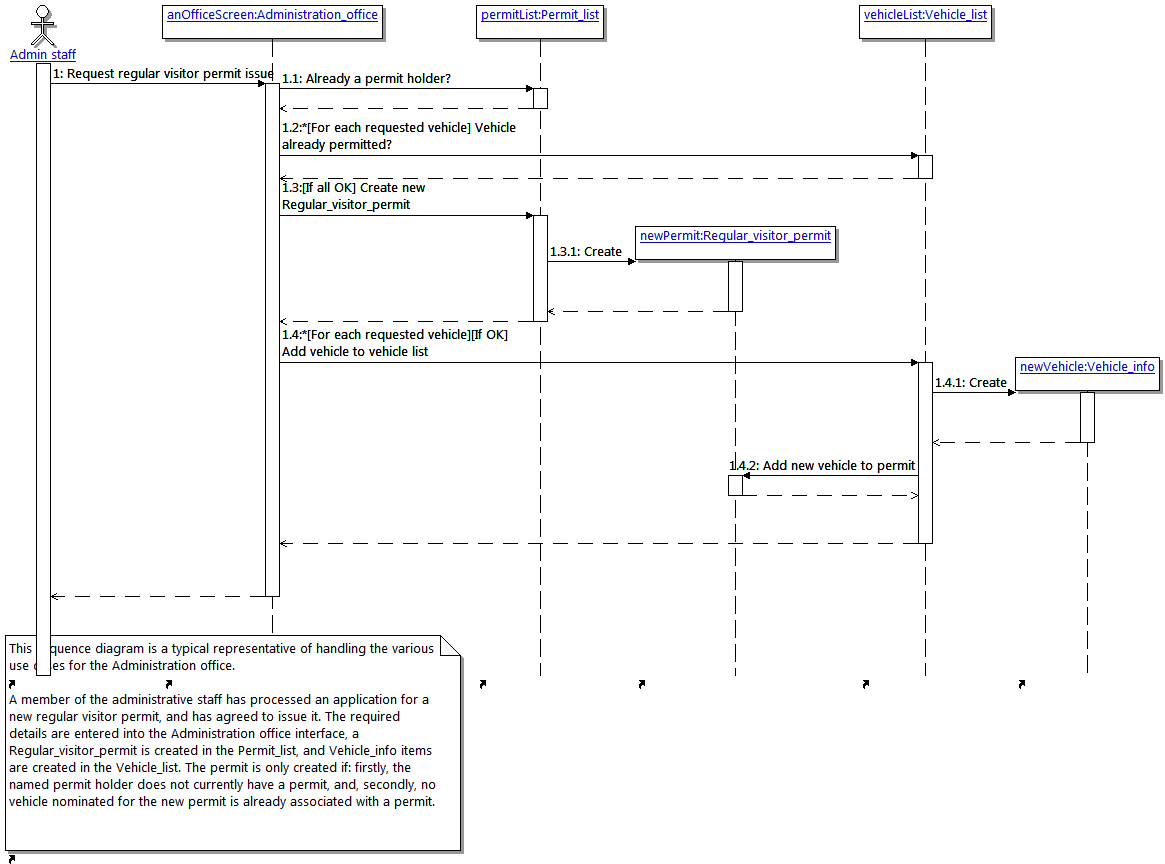 anOfficeScreen:Administration_office
permitList:Permit_list
vehicleList:Vehicle_list
Admin staff
1: Request regular visitor permit issue
1.1: Already a permit holder?
1.2:*[For each requested vehicle] Vehicle
already permitted?
1.3:[If all OK] Create new
Regular_visitor_permit
newPermit:Regular_visitor_permit
1.3.1: Create
1.4:*[For each requested vehicle][If OK]
Add vehicle to vehicle list
newVehicle:Vehicle_info
1.4.1: Create
1.4.2: Add new vehicle to permit
This quence diagram is a typical representative of handling the various
use es for the Administration office.
A member of the administrative staff has processed an application for a
new regular visitor permit, and has agreed to issue it. The required
details are entered into the Administration office interface, a
Regular_visitor_permit is created in the Permit_list, and Vehicle_info items
are created in the Vehicle_list. The permit is only created if: firstly, the
named permit holder does not currently have a permit, and, secondly, no
vehicle nominated for the new permit is already associated with a permit.